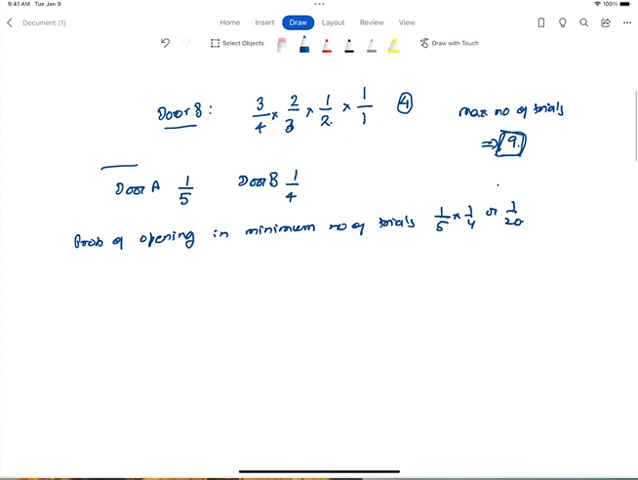 9:41 AM Tue Jan 9
100%
Document (1)
Home Insert Draw Layout Review View
Select Objects
Draw with Touch
Door B: 3/4 × 2/3 × 1/2 × 1/1 4
max no of trials
⇒ 9.
Door A 1/5 Door B 1/4
Prob of opening in minimum no of trials 1/5 × 1/4 or 1/20